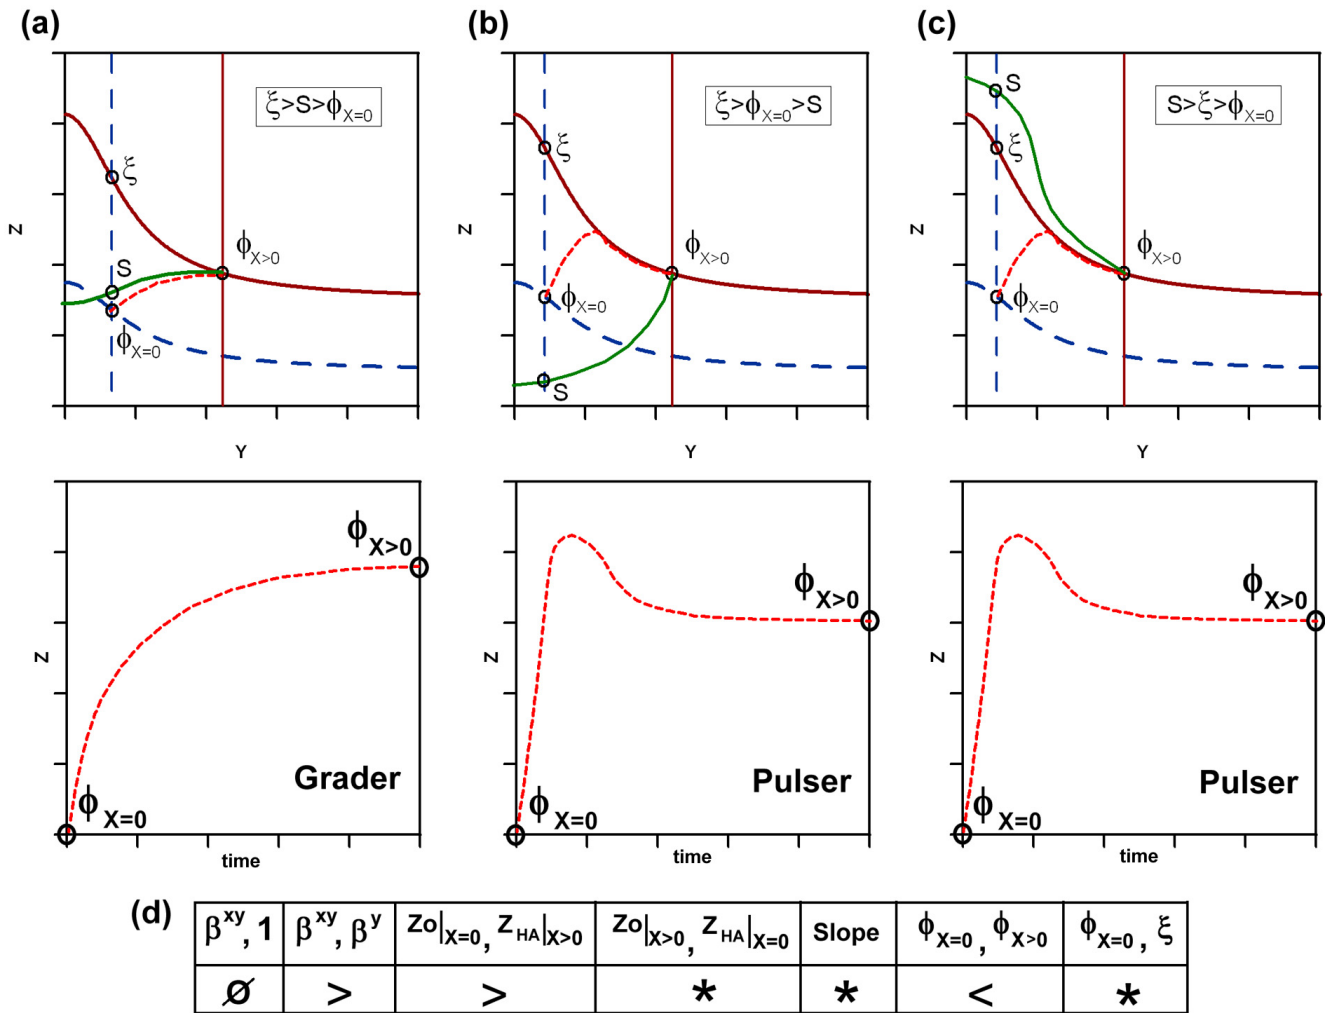 (a)
(b)
(c)
ξ>S>ϕX=0
ξ>ϕX=0>S
S>ξ>ϕX=0
Z
ξ
S
ϕX>0
ϕX=0
Y
Z
ξ
ϕX>0
ϕX=0
S
Y
Z
S
ξ
ϕX>0
ϕX=0
Y
Z
ϕX>0
ϕX=0
Grader
time
Z
ϕX>0
ϕX=0
Pulser
time
Z
ϕX>0
ϕX=0
Pulser
time
(d)
βxy, 1 βxy, βy Zo|X=0, ZHA|X>0 Zo|X>0, ZHA|X=0 Slope ϕX=0, ϕX>0 ϕX=0, ξ
Ø > > * * < *